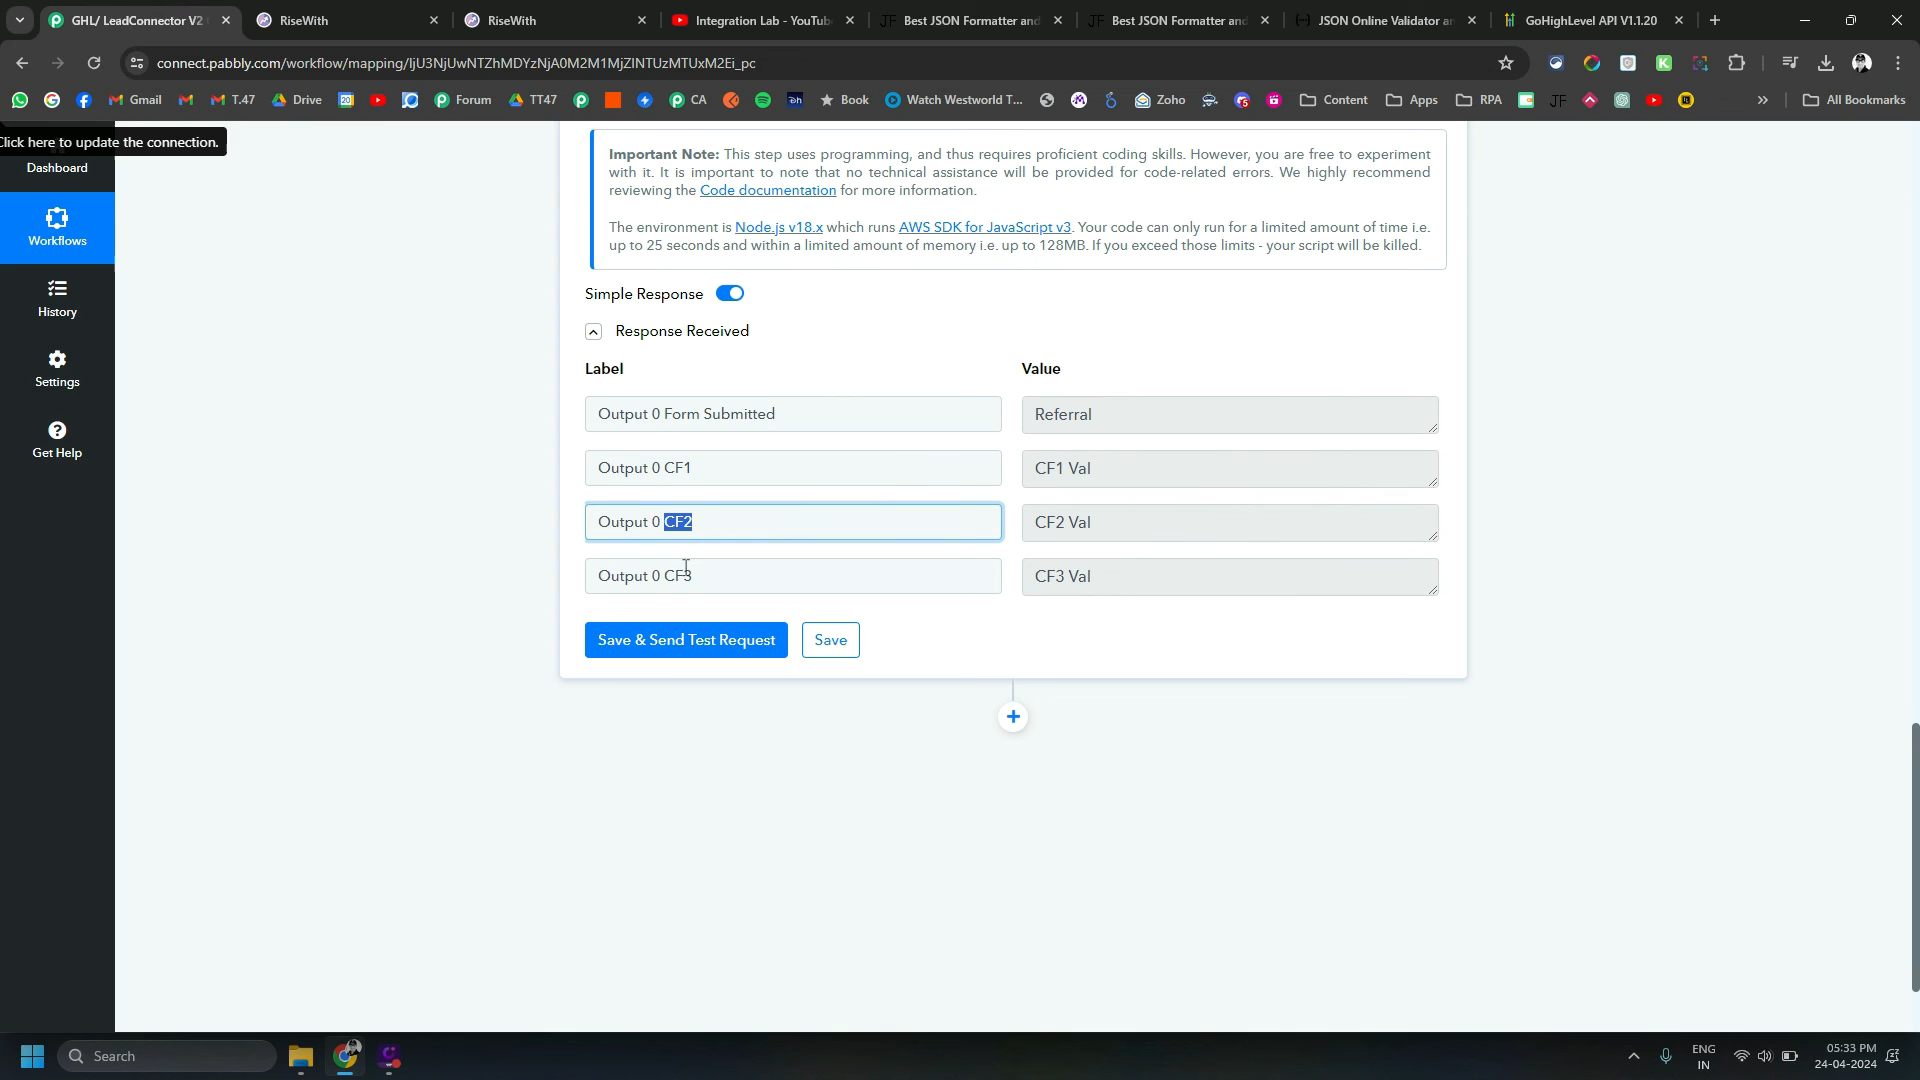 GHL/ LeadConnector V2
RiseWith
RiseWith
Integration Lab - YouTub
Best JSON Formatter and
Best JSON Formatter and
JSON Online Validator an
GoHighLevel API V1.1.20
connect.pabbly.com/workflow/mapping/IjU3NjUwNTZhMDYzNjA0M2M1MjZlNTUzMTUxM2Ei_pc
Gmail
T.47
Drive
Forum
TT47
CA
Book
Watch Westworld T...
Zoho
Content
Apps
RPA
All Bookmarks
Click here to update the connection.
Dashboard
Workflows
History
Settings
Get Help
Important Note: This step uses programming, and thus requires proficient coding skills. However, you are free to experiment
with it. It is important to note that no technical assistance will be provided for code-related errors. We highly recommend
reviewing the Code documentation for more information.
The environment is Node.js v18.x which runs AWS SDK for JavaScript v3. Your code can only run for a limited amount of time i.e.
up to 25 seconds and within a limited amount of memory i.e. up to 128MB. If you exceed those limits - your script will be killed.
Simple Response
Response Received
Label
Value
Output 0 Form Submitted
Referral
Output 0 CF1
CF1 Val
Output 0 CF2
CF2 Val
Output 0 CF3
CF3 Val
Save & Send Test Request
Save
Search
ENG
IN
05:33 PM
24-04-2024